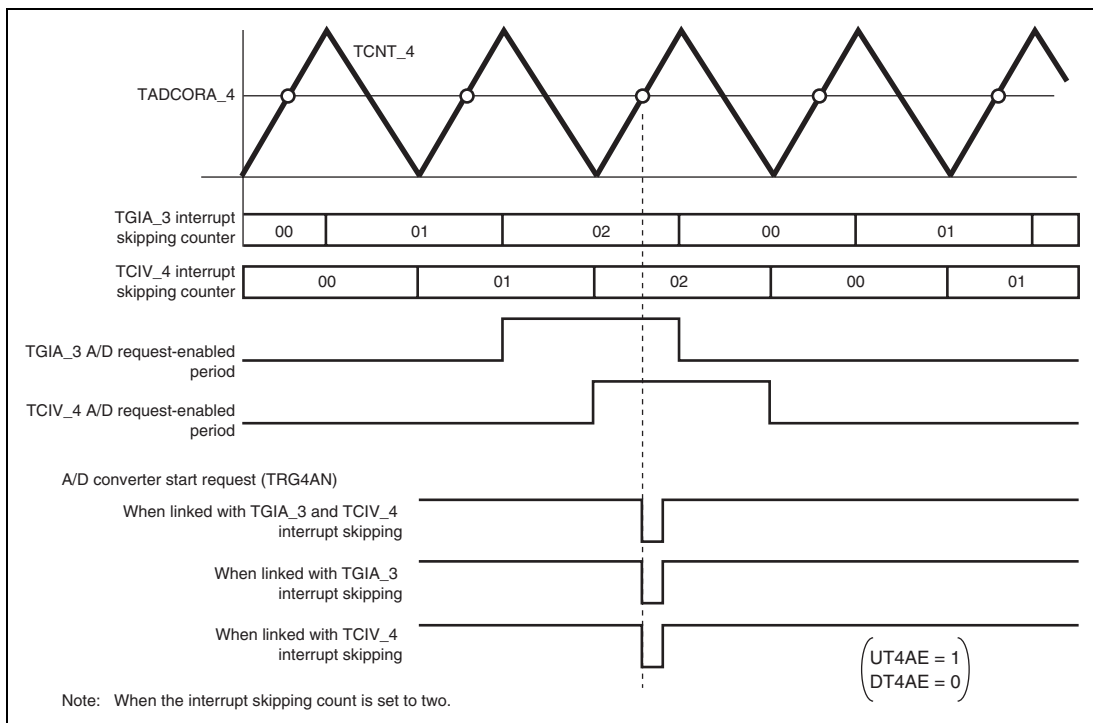 TCNT_4
TADCORA_4
TGIA_3 interrupt
skipping counter
00 01 02 00 01
TCIV_4 interrupt
skipping counter
00 01 02 00 01
TGIA_3 A/D request-enabled
period
TCIV_4 A/D request-enabled
period
A/D converter start request (TRG4AN)
When linked with TGIA_3 and TCIV_4
interrupt skipping
When linked with TGIA_3
interrupt skipping
When linked with TCIV_4
interrupt skipping
UT4AE = 1
DT4AE = 0
Note: When the interrupt skipping count is set to two.